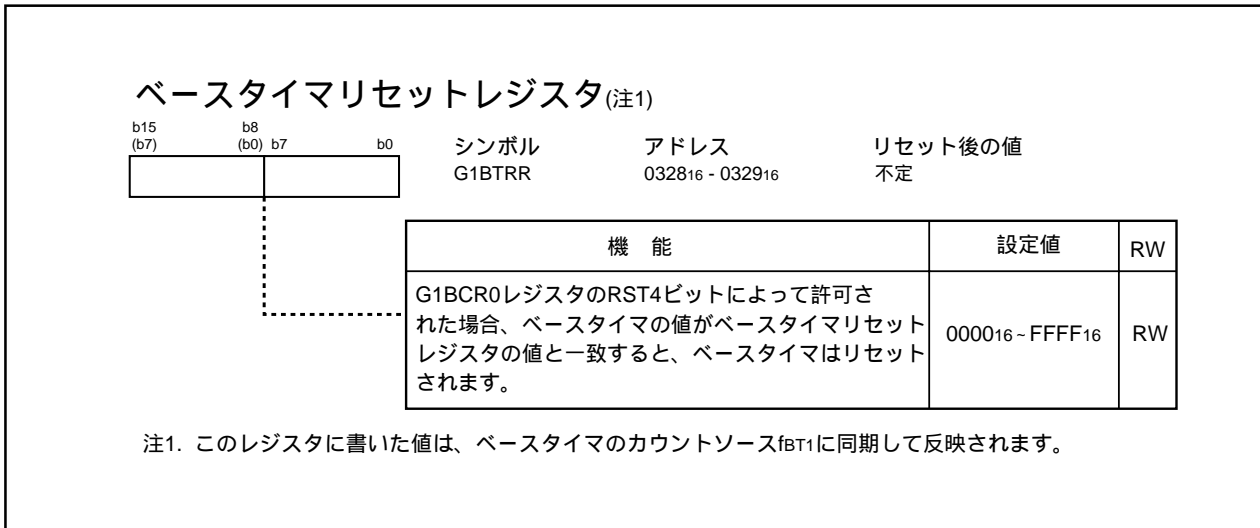 ベースタイマリセットレジスタ(注1)
b15 b8
(b7) (b0) b7 b0
シンボル アドレス リセット後の値
G1BTRR 032816 - 032916 不定
機 能 設定値 RW
G1BCR0レジスタのRST4ビットによって許可さ
れた場合、ベースタイマの値がベースタイマリセット
レジスタの値と一致すると、ベースタイマはリセット
されます。
000016 ~ FFFF16 RW
注1. このレジスタに書いた値は、ベースタイマのカウントソースfBT1に同期して反映されます。